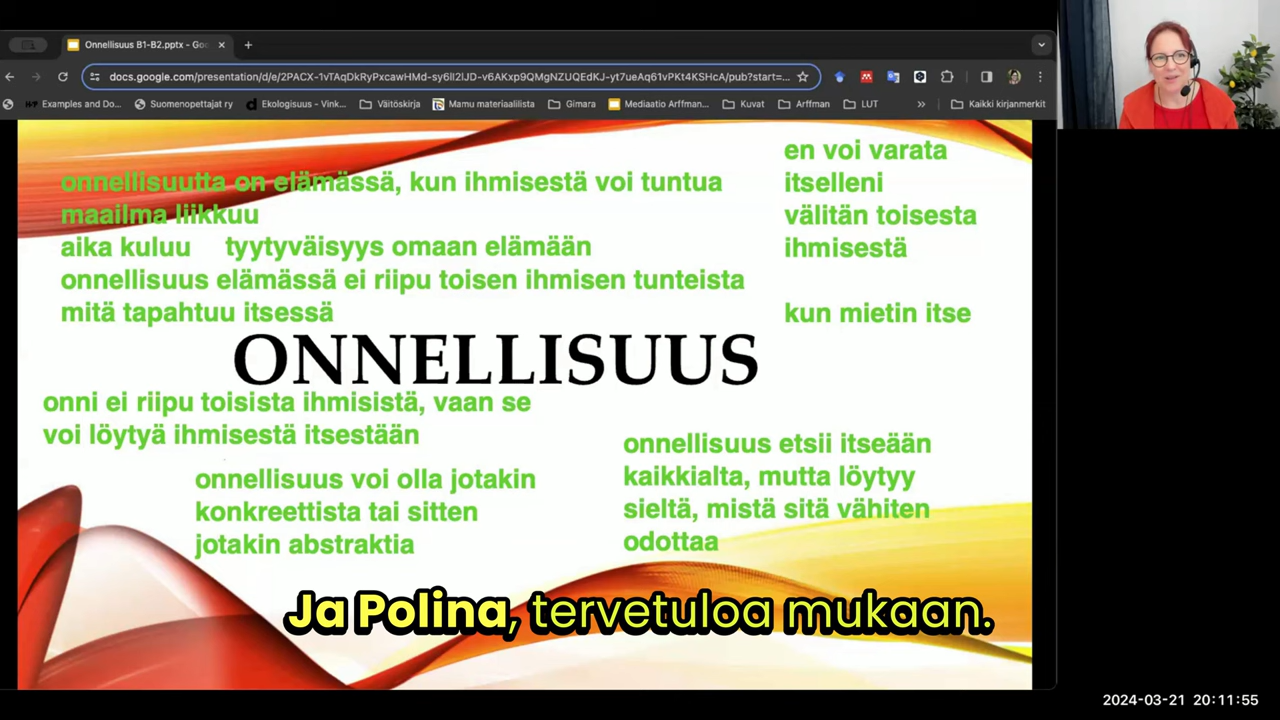 Onnellisuus B1-B2.pptx - Goo
docs.google.com/presentation/d/e/2PACX-1vTAqDkRyPxcawHMd-sy6lI2lJD-v6AKxp9QMgNZUQEdKJ-yt7ueAq61vPKt4KSHcA/pub?start=...
Examples and Do... Suomenopettajat ry Ekologisuus - Vink... Väitöskirja Mamu materiaalilista Gimara Mediaatio Arffman... Kuvat Arffman LUT » Kaikki kirjanmerkit
en voi varata
itselleni
välitän toisesta
ihmisestä
kun mietin itse
onnellisuutta on elämässä, kun ihmisestä voi tuntua
maailma liikkuu
aika kuluu tyytyväisyys omaan elämään
onnellisuus elämässä ei riipu toisen ihmisen tunteista
mitä tapahtuu itsessä
ONNELLISUUS
onni ei riipu toisista ihmisistä, vaan se
voi löytyä ihmisestä itsestään
onnellisuus voi olla jotakin
konkreettista tai sitten
jotakin abstraktia
onnellisuus etsii itseään
kaikkialta, mutta löytyy
sieltä, mistä sitä vähiten
odottaa
Ja Polina, tervetuloa mukaan.
2024-03-21 20:11:55